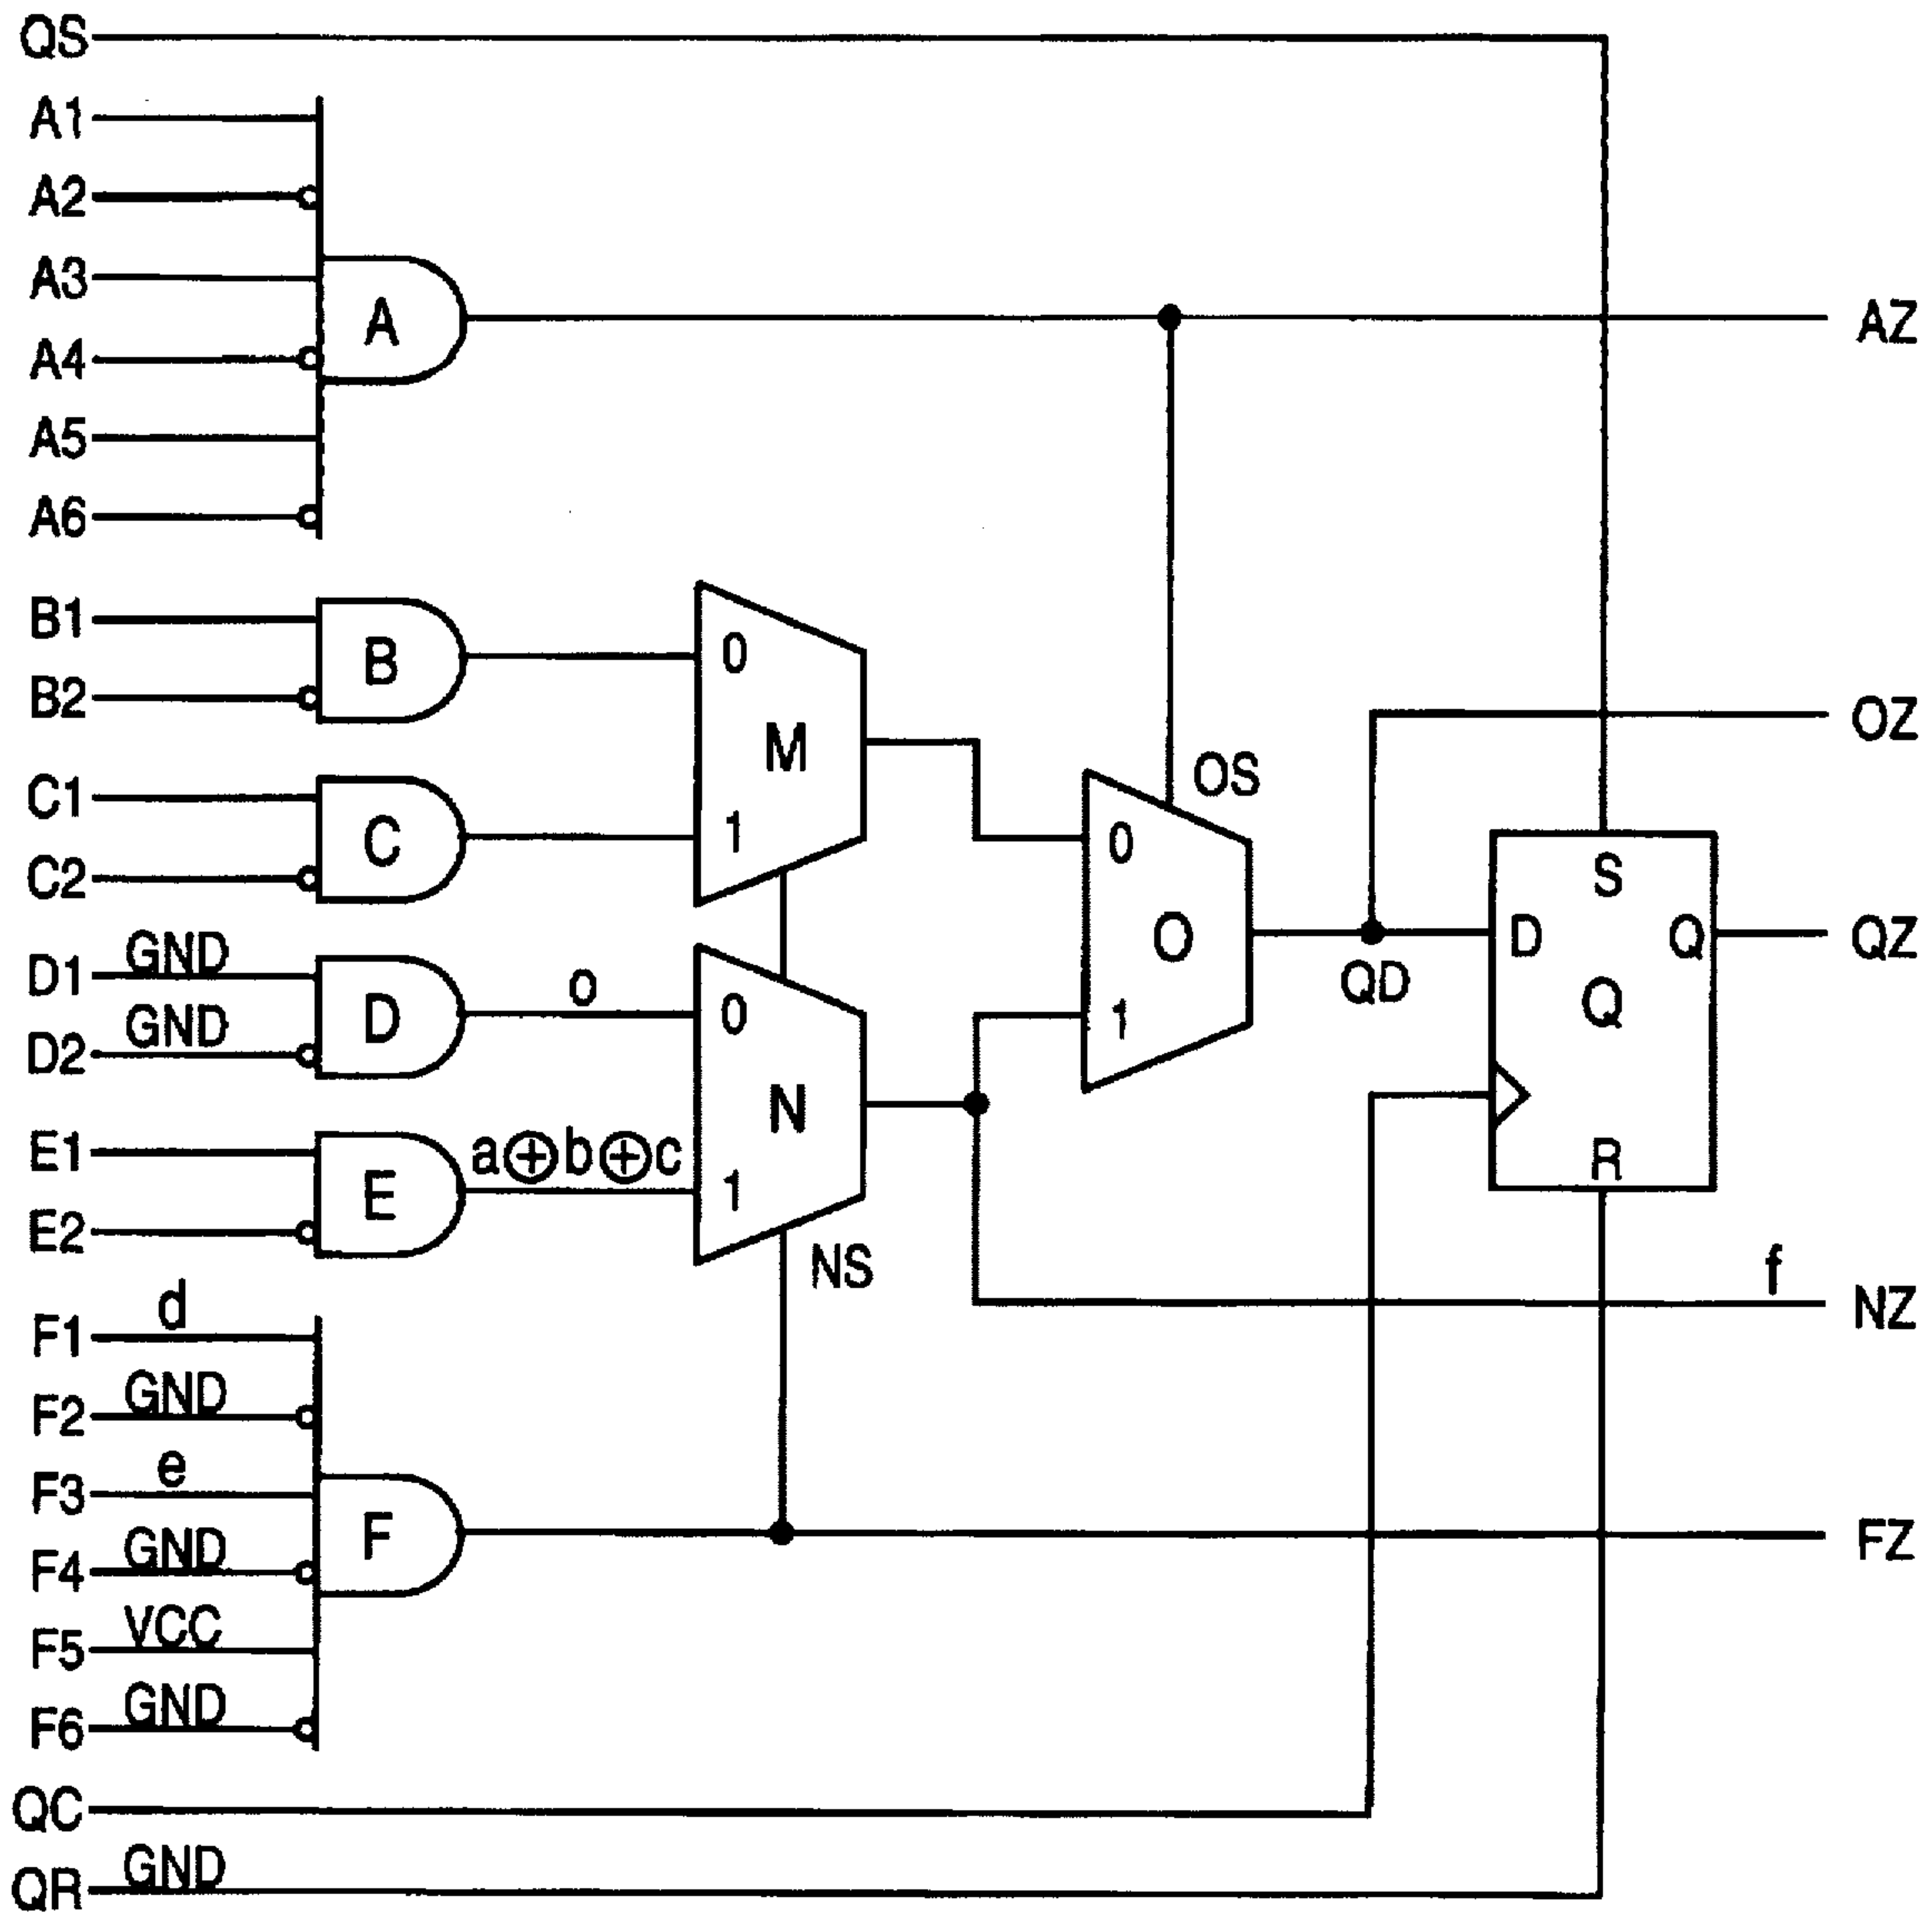 QS
A1
A2
A3
A
AZ
A4
A5
A6
B1
B
0
B2
M
OZ
C1
OS
C
1
0
S
C2
GND
D1
D
o
0
O
D
Q
QZ
GND
D2
QD
Q
1
N
E1
E
a⊕b⊕c
1
R
E2
NS
d
f
F1
NZ
GND
F2
e
F3
F
FZ
GND
F4
VCC
F5
GND
F6
QC
GND
QR